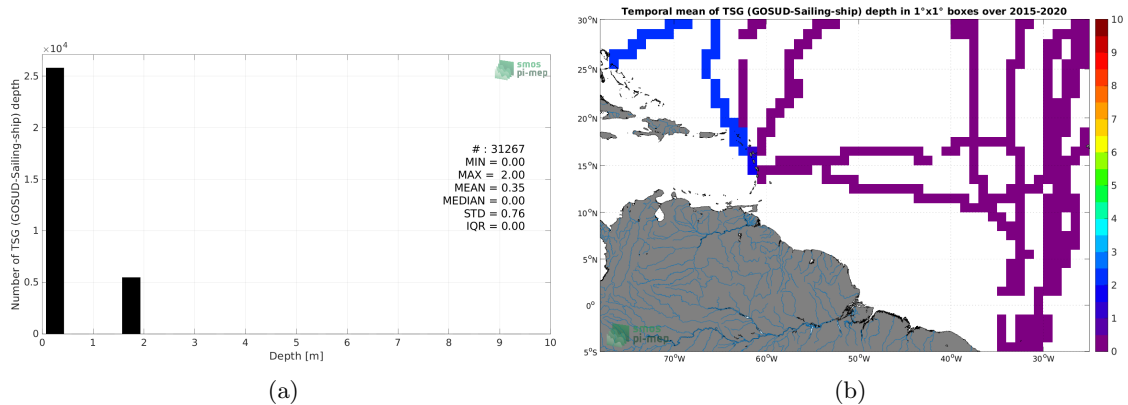 ×10⁴
2.5
2
1.5
1
0.5
0
Number of TSG (GOSUD-Sailing-ship) depth
smos
pi-mep
# : 31267
MIN = 0.00
MAX = 2.00
MEAN = 0.35
MEDIAN = 0.00
STD = 0.76
IQR = 0.00
0 1 2 3 4 5 6 7 8 9 10
Depth [m]
(a)
Temporal mean of TSG (GOSUD-Sailing-ship) depth in 1°x1° boxes over 2015-2020
30°N
25°N
20°N
15°N
10°N
5°N
0°
5°S
smos
pi-mep
70°W 60°W 50°W 40°W 30°W
10
9
8
7
6
5
4
3
2
1
0
(b)